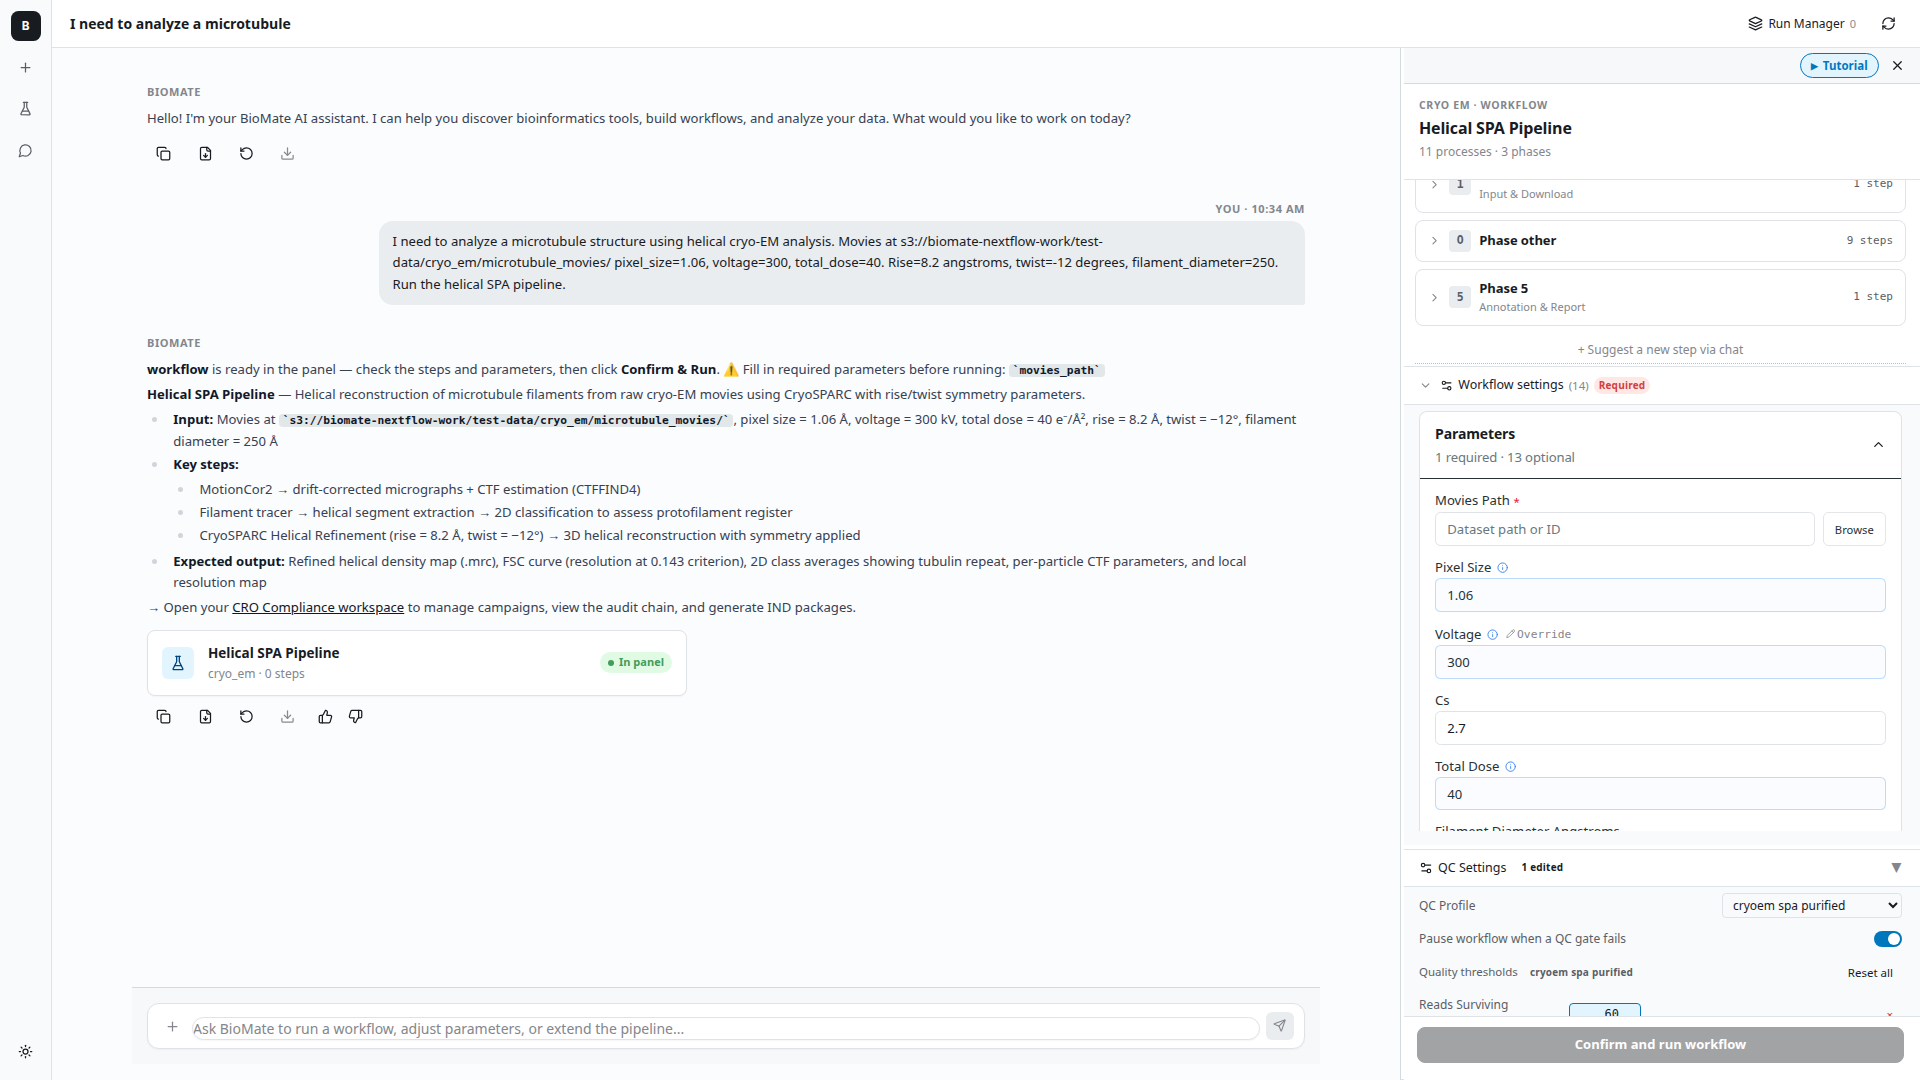 B
I need to analyze a microtubule
Run Manager 0
BIOMATE
Hello! I'm your BioMate AI assistant. I can help you discover bioinformatics tools, build workflows, and analyze your data. What would you like to work on today?
YOU · 10:34 AM
I need to analyze a microtubule structure using helical cryo-EM analysis. Movies at s3://biomate-nextflow-work/test-
data/cryo_em/microtubule_movies/ pixel_size=1.06, voltage=300, total_dose=40. Rise=8.2 angstroms, twist=-12 degrees, filament_diameter=250.
Run the helical SPA pipeline.
BIOMATE
workflow is ready in the panel — check the steps and parameters, then click Confirm & Run. ⚠️ Fill in required parameters before running: `movies_path`
Helical SPA Pipeline — Helical reconstruction of microtubule filaments from raw cryo-EM movies using CryoSPARC with rise/twist symmetry parameters.
Input: Movies at `s3://biomate-nextflow-work/test-data/cryo_em/microtubule_movies/`, pixel size = 1.06 Å, voltage = 300 kV, total dose = 40 e⁻/Å², rise = 8.2 Å, twist = −12°, filament
diameter = 250 Å
Key steps:
MotionCor2 → drift-corrected micrographs + CTF estimation (CTFFIND4)
Filament tracer → helical segment extraction → 2D classification to assess protofilament register
CryoSPARC Helical Refinement (rise = 8.2 Å, twist = −12°) → 3D helical reconstruction with symmetry applied
Expected output: Refined helical density map (.mrc), FSC curve (resolution at 0.143 criterion), 2D class averages showing tubulin repeat, per-particle CTF parameters, and local
resolution map
→ Open your CRO Compliance workspace to manage campaigns, view the audit chain, and generate IND packages.
Helical SPA Pipeline
cryo_em · 0 steps
In panel
Ask BioMate to run a workflow, adjust parameters, or extend the pipeline...
▶ Tutorial
CRYO EM · WORKFLOW
Helical SPA Pipeline
11 processes · 3 phases
1
Input & Download
1 step
0
Phase other
9 steps
5
Phase 5
Annotation & Report
1 step
+ Suggest a new step via chat
Workflow settings (14) Required
Parameters
1 required · 13 optional
Movies Path *
Dataset path or ID
Browse
Pixel Size
1.06
Voltage Override
300
Cs
2.7
Total Dose
40
Filament Diameter Angstroms
QC Settings 1 edited ▼
QC Profile
cryoem spa purified
Pause workflow when a QC gate fails
Quality thresholds cryoem spa purified
Reset all
Reads Surviving
60
Confirm and run workflow